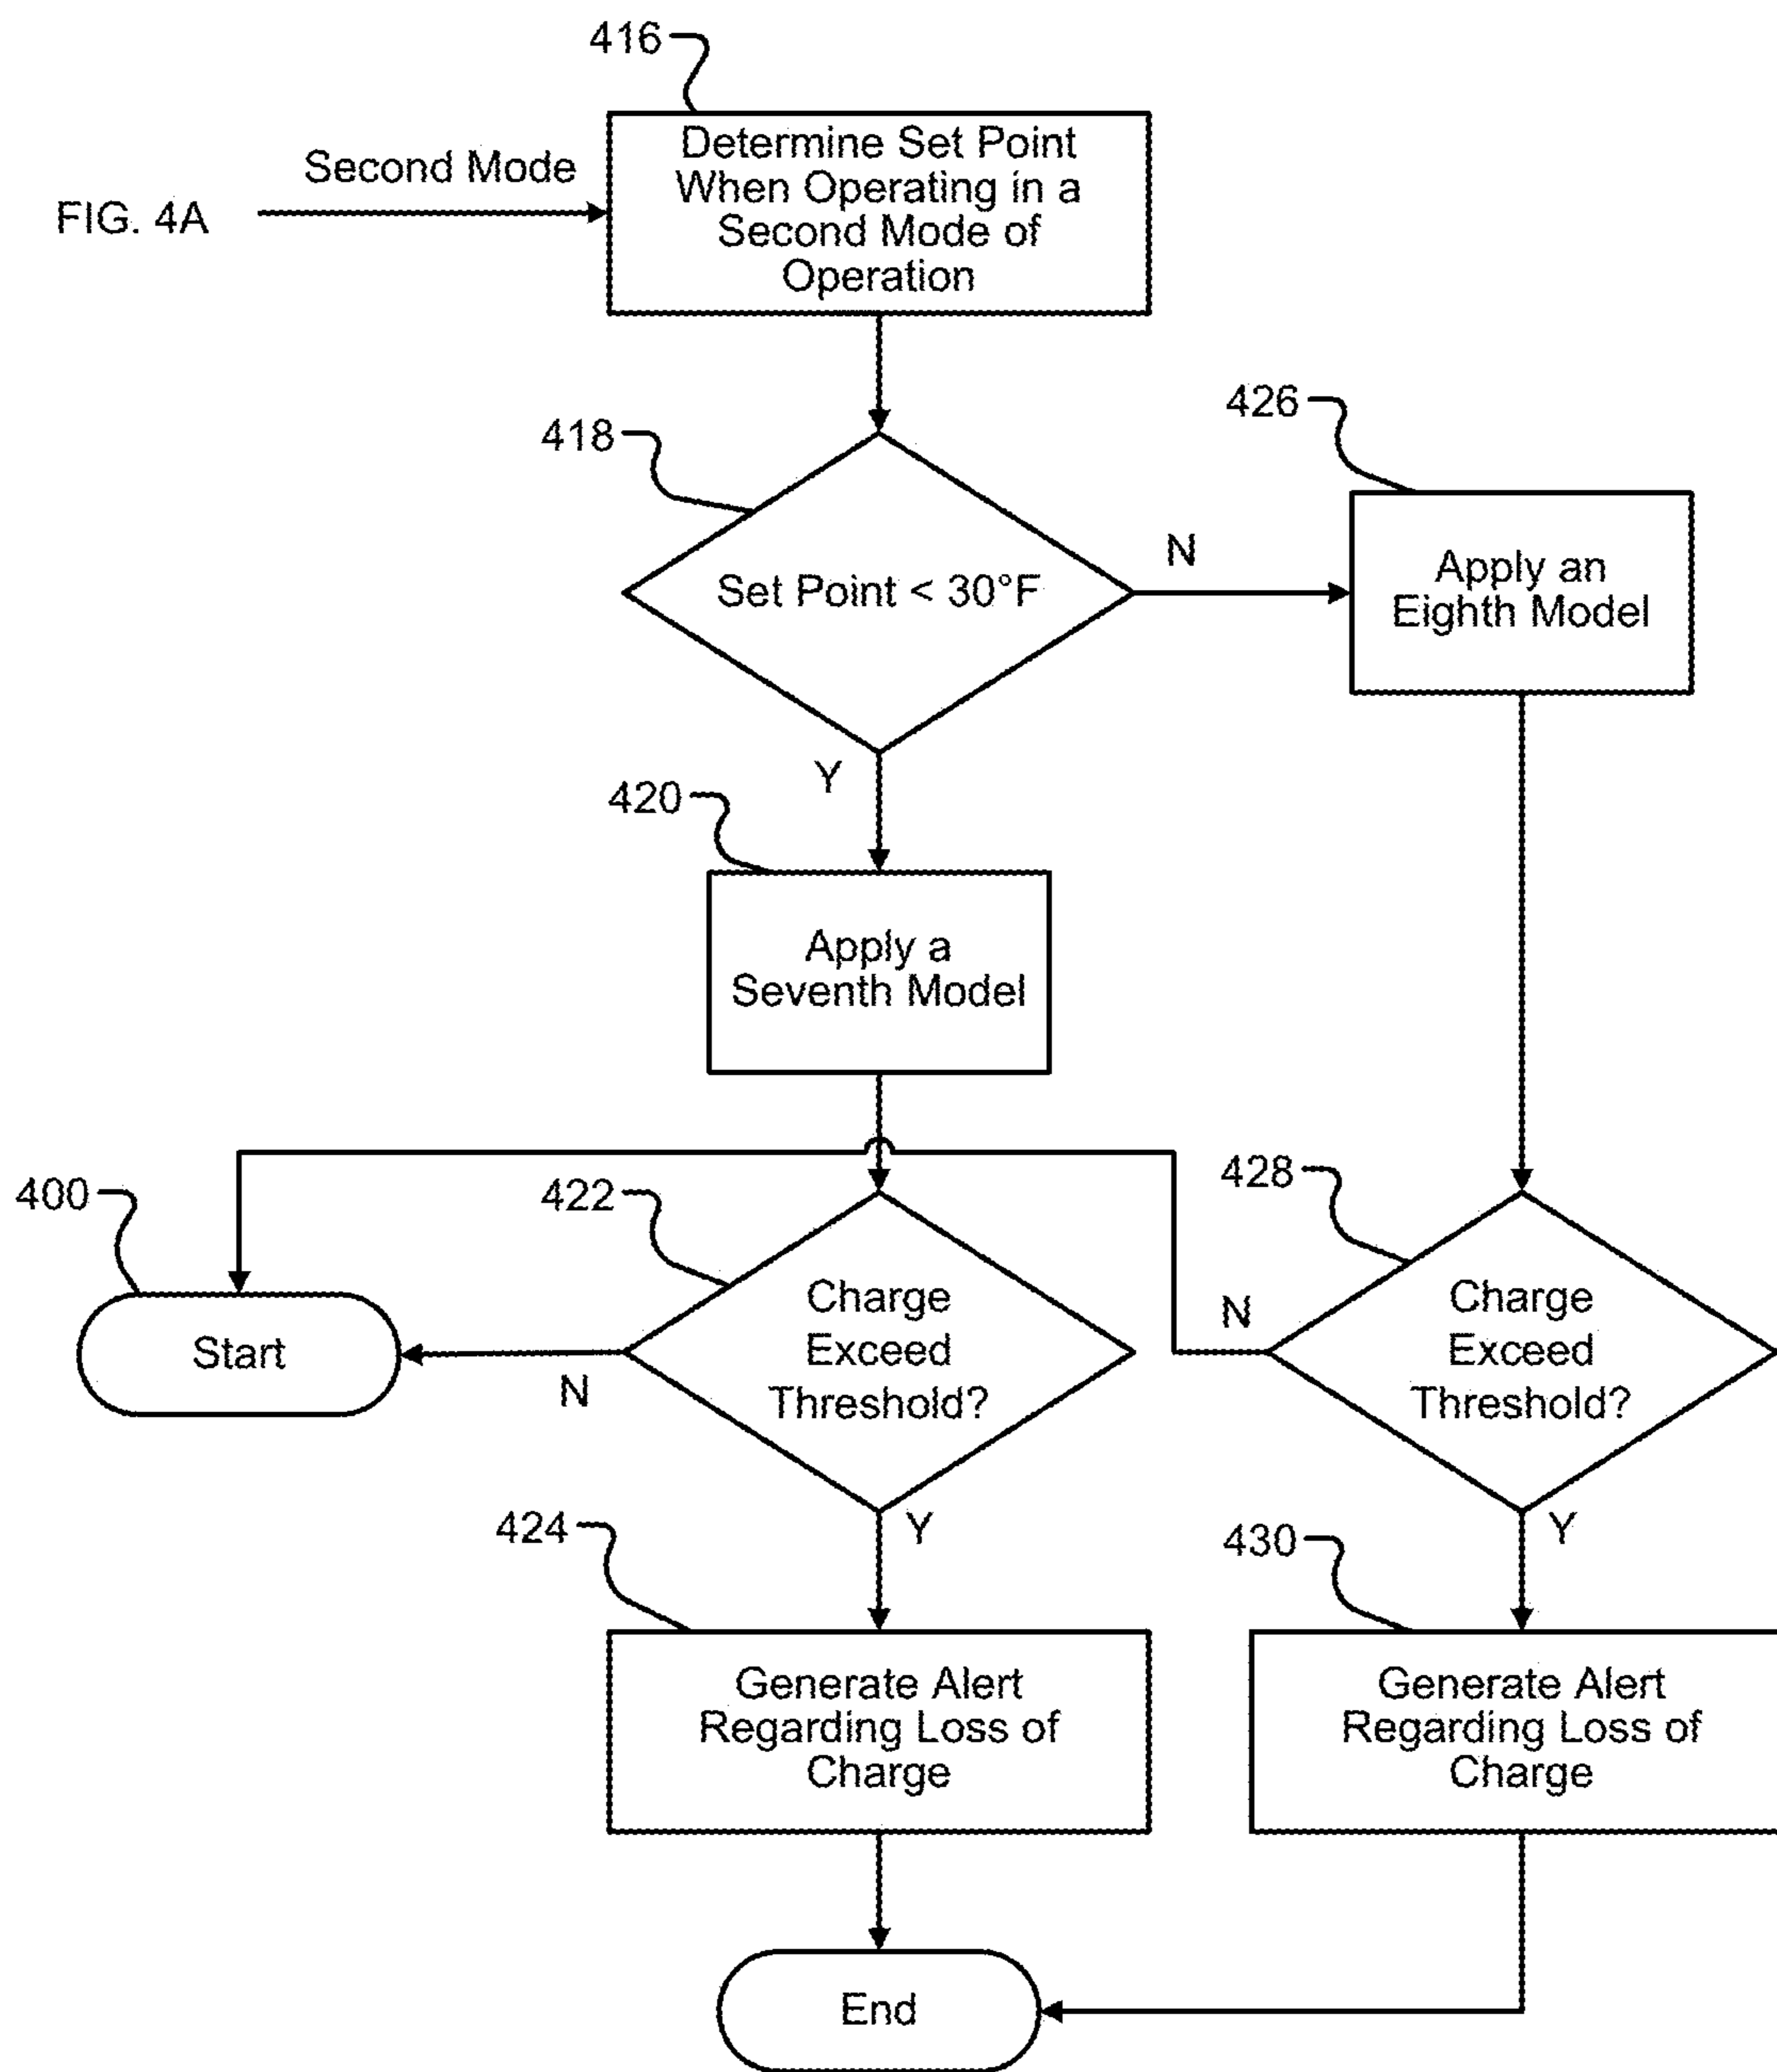 416
Determine Set Point
When Operating in a
Second Mode of
Operation
Second Mode
FIG. 4A
418
Set Point < 30°F
N
426
Apply an
Eighth Model
Y
420
Apply a
Seventh Model
400
Start
422
Charge
Exceed
Threshold?
N
428
Charge
Exceed
Threshold?
N
Y
424
Generate Alert
Regarding Loss of
Charge
Y
430
Generate Alert
Regarding Loss of
Charge
End